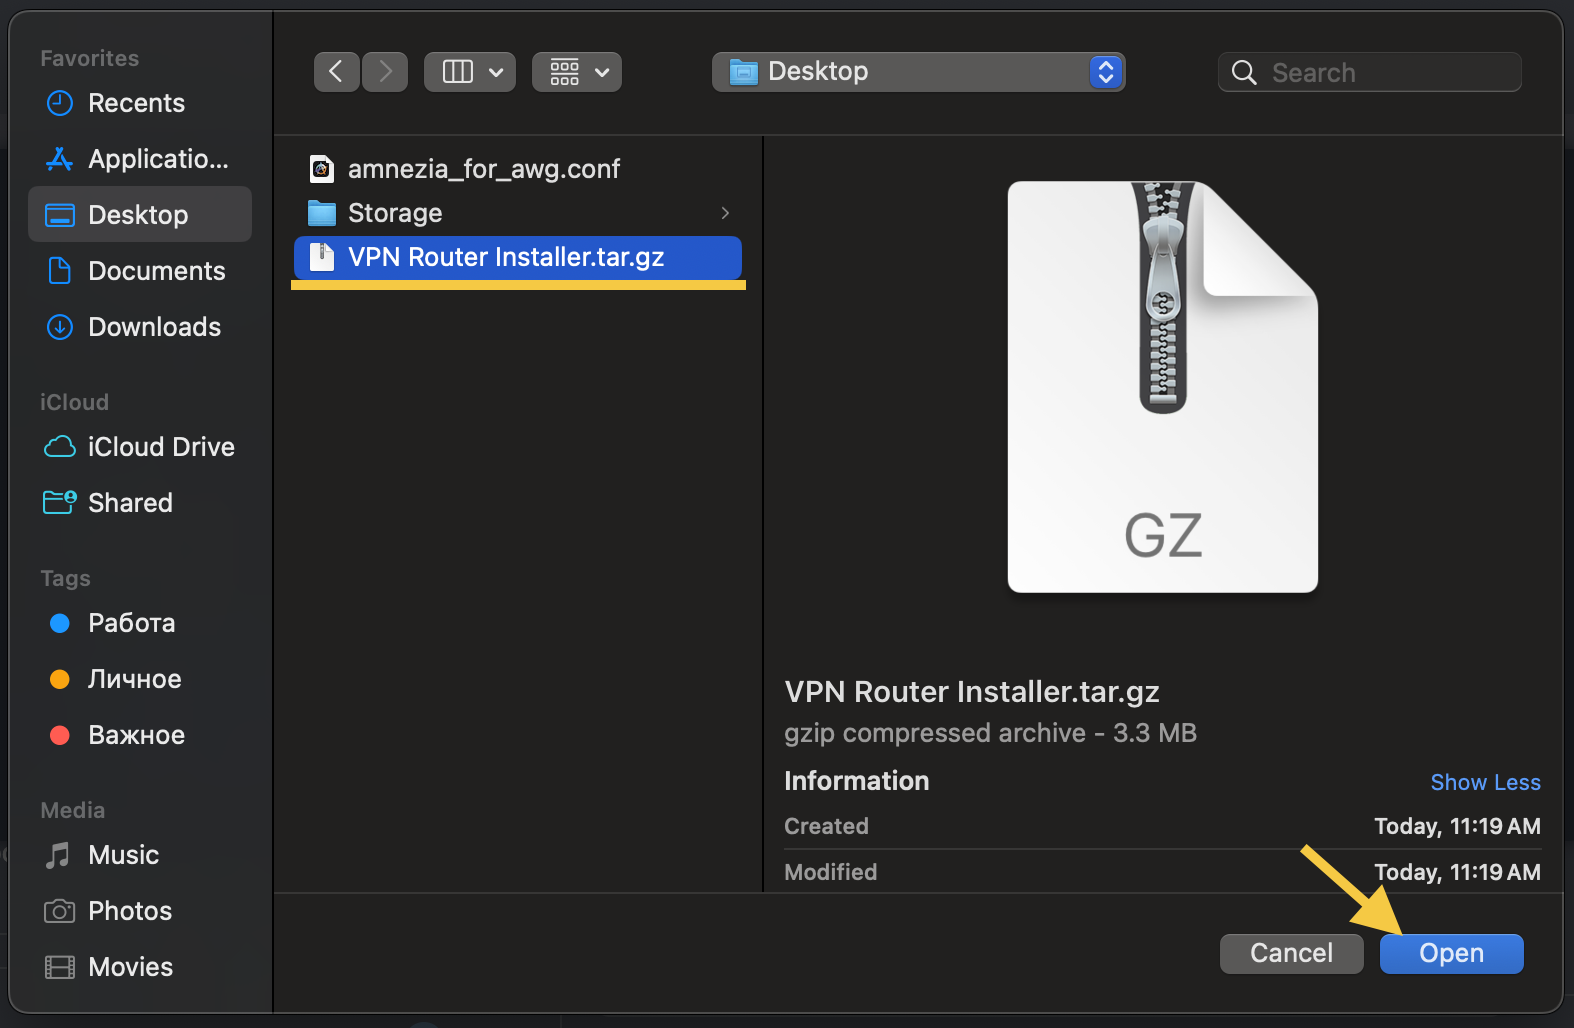 Favorites
Recents
Applicatio...
Desktop
Documents
Downloads
iCloud
iCloud Drive
Shared
Tags
Работа
Личное
Важное
Media
Music
Photos
Movies
Desktop
Search
amnezia_for_awg.conf
Storage
VPN Router Installer.tar.gz
GZ
VPN Router Installer.tar.gz
gzip compressed archive - 3.3 MB
Information
Show Less
Created
Today, 11:19 AM
Modified
Today, 11:19 AM
Cancel
Open